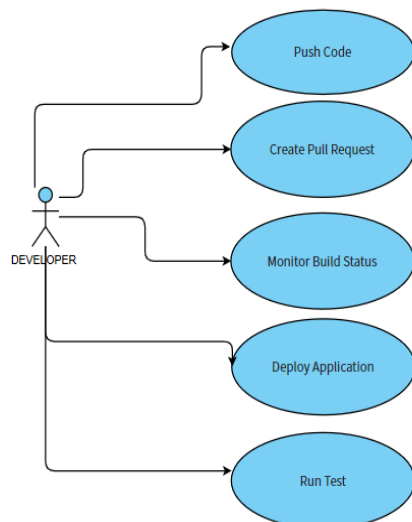 Push Code
Create Pull Request
DEVELOPER
Monitor Build Status
Deploy Application
Run Test